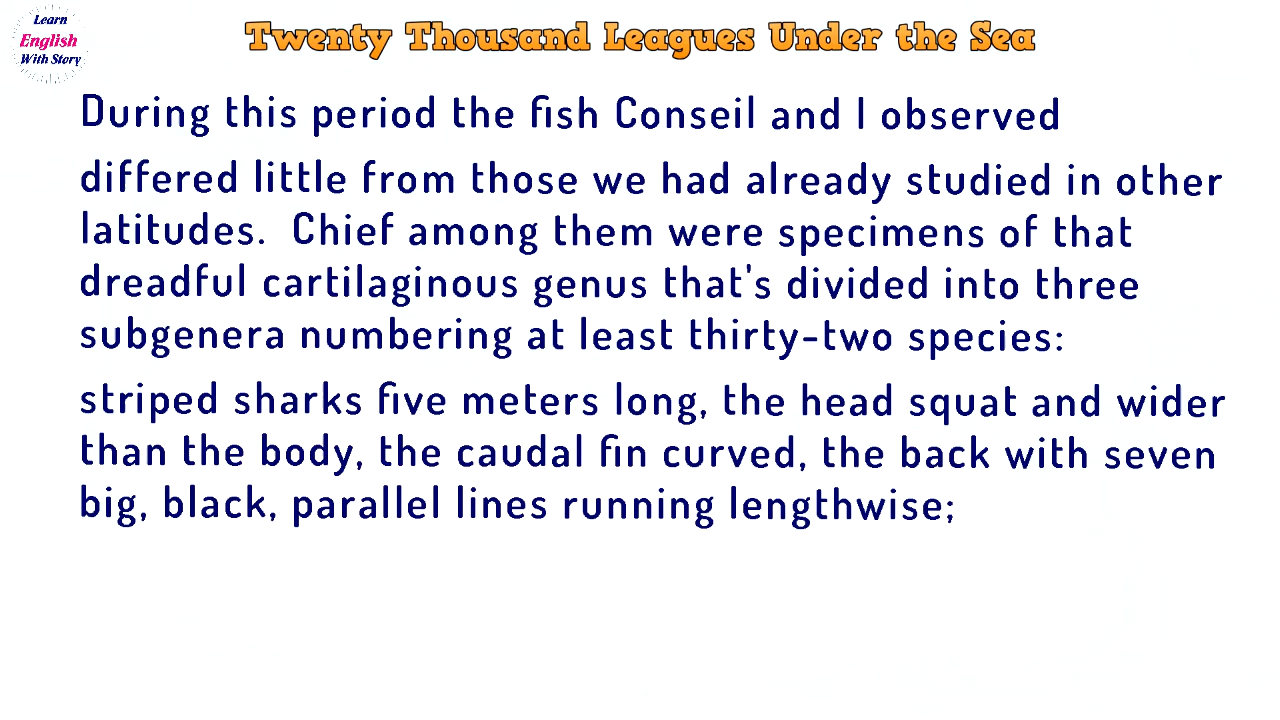 Learn
English
With Story
Twenty Thousand Leagues Under the Sea
During this period the fish Conseil and I observed
differed little from those we had already studied in other
latitudes.  Chief among them were specimens of that
dreadful cartilaginous genus that's divided into three
subgenera numbering at least thirty-two species:
striped sharks five meters long, the head squat and wider
than the body, the caudal fin curved, the back with seven
big, black, parallel lines running lengthwise;